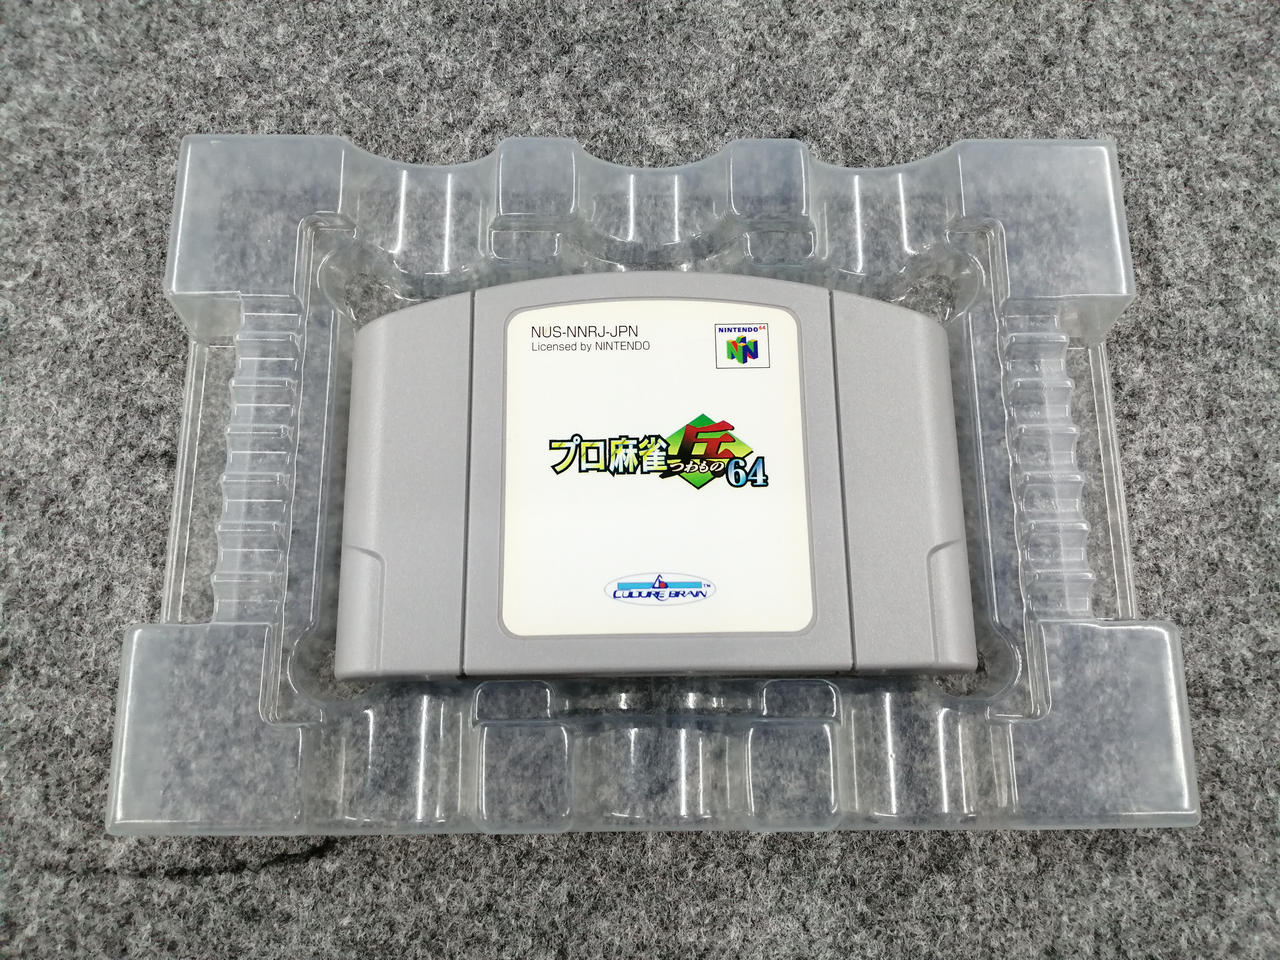 NUS-NNRJ-JPN
Licensed by NINTENDO
NINTENDO64
プロ麻雀兵64
つわもの
CULTURE BRAIN™